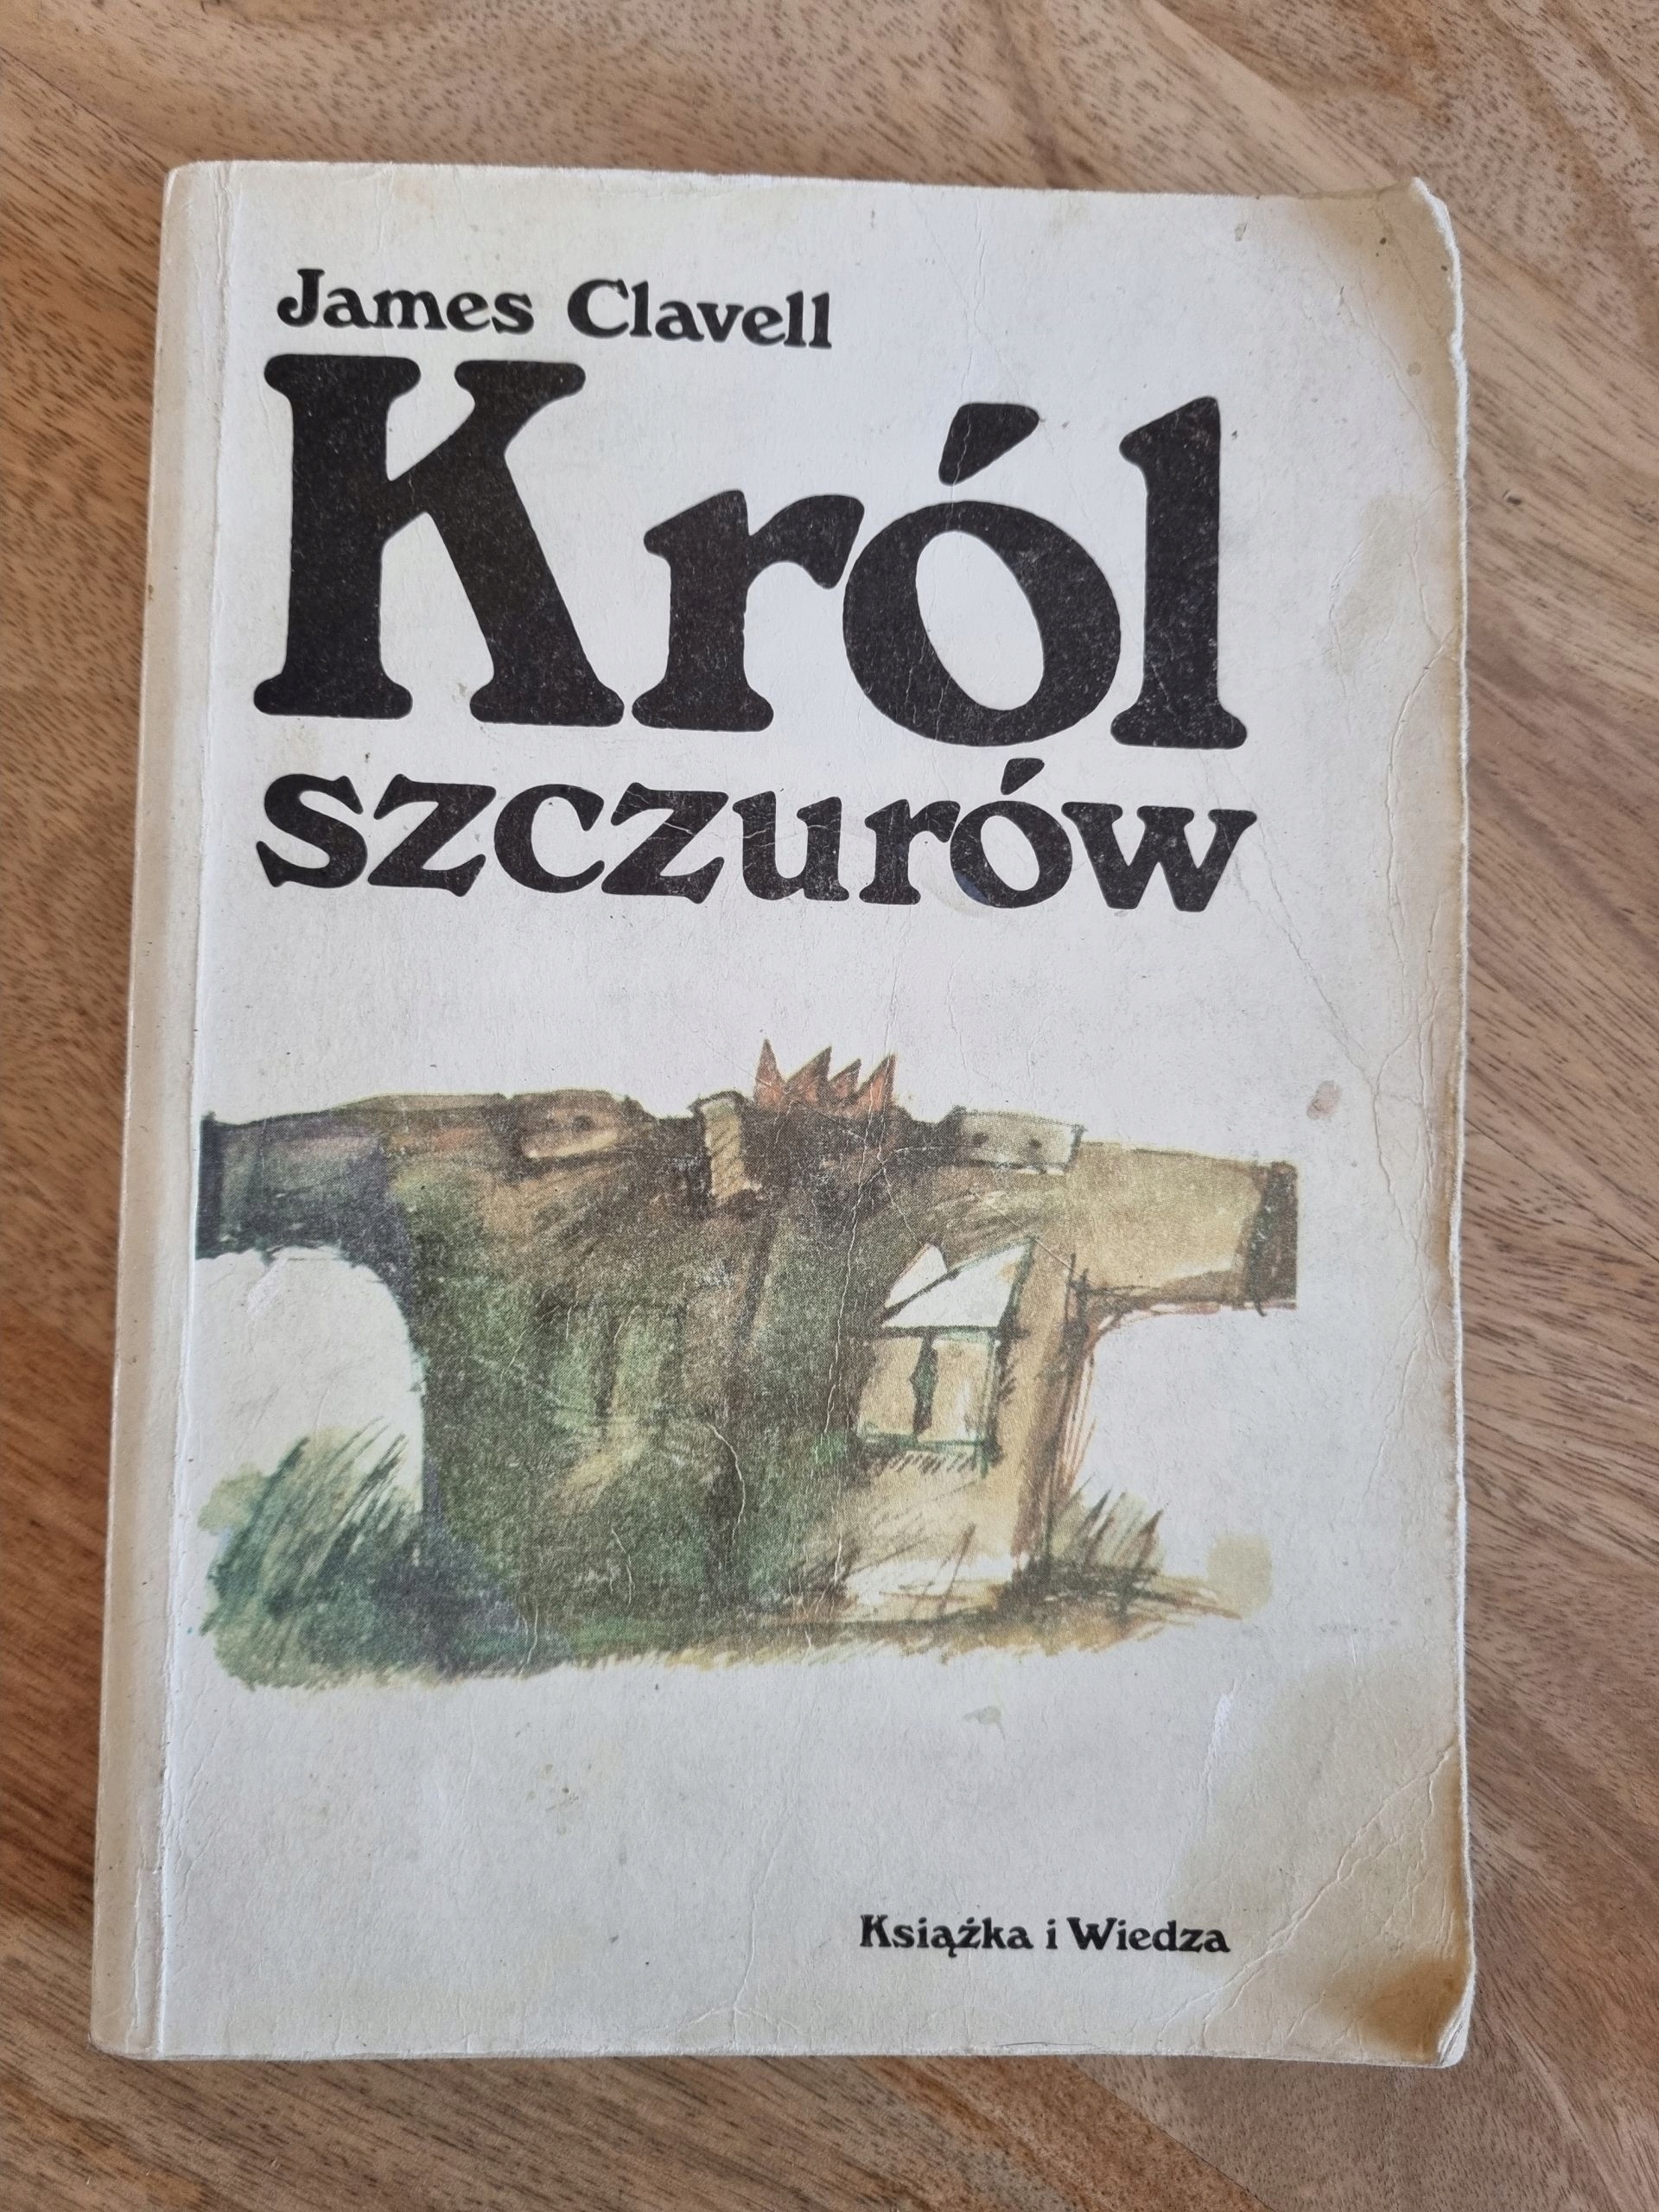 James Clavell
Król
szczurów
Książka i Wiedza